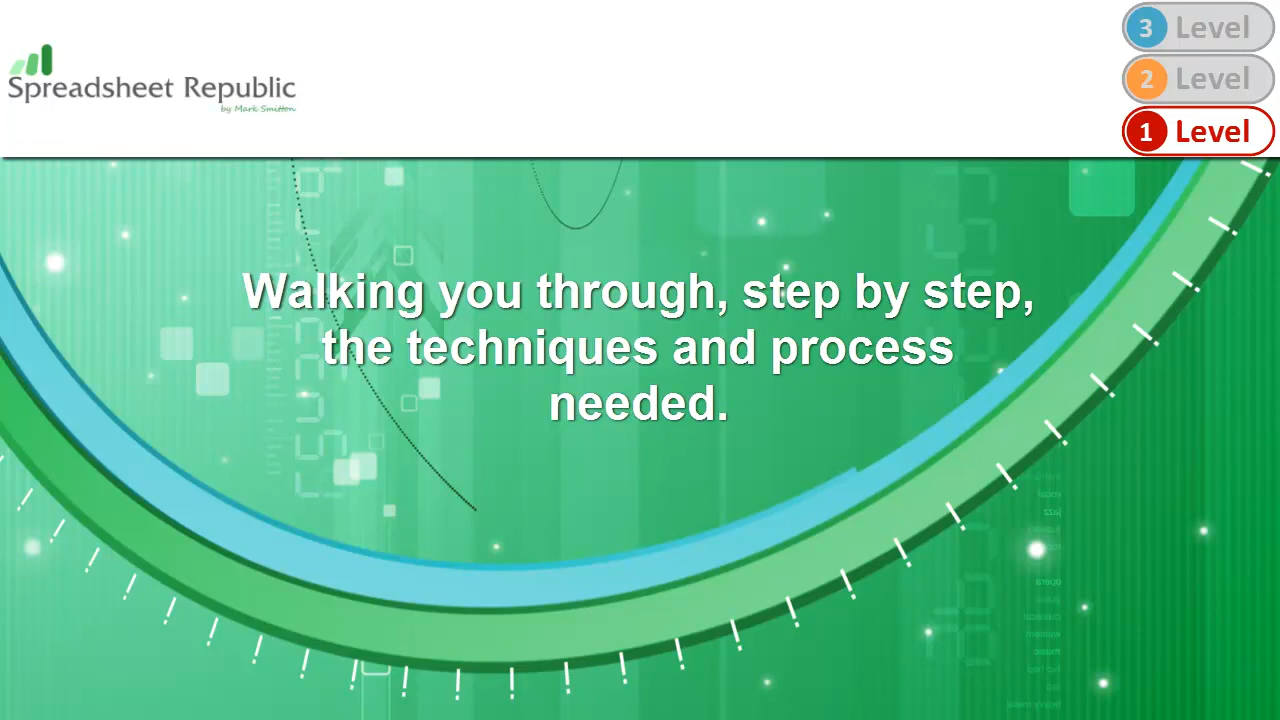 Spreadsheet Republic
by Mark Smitton
3 Level
2 Level
1 Level
Walking you through, step by step,
the techniques and process
needed.